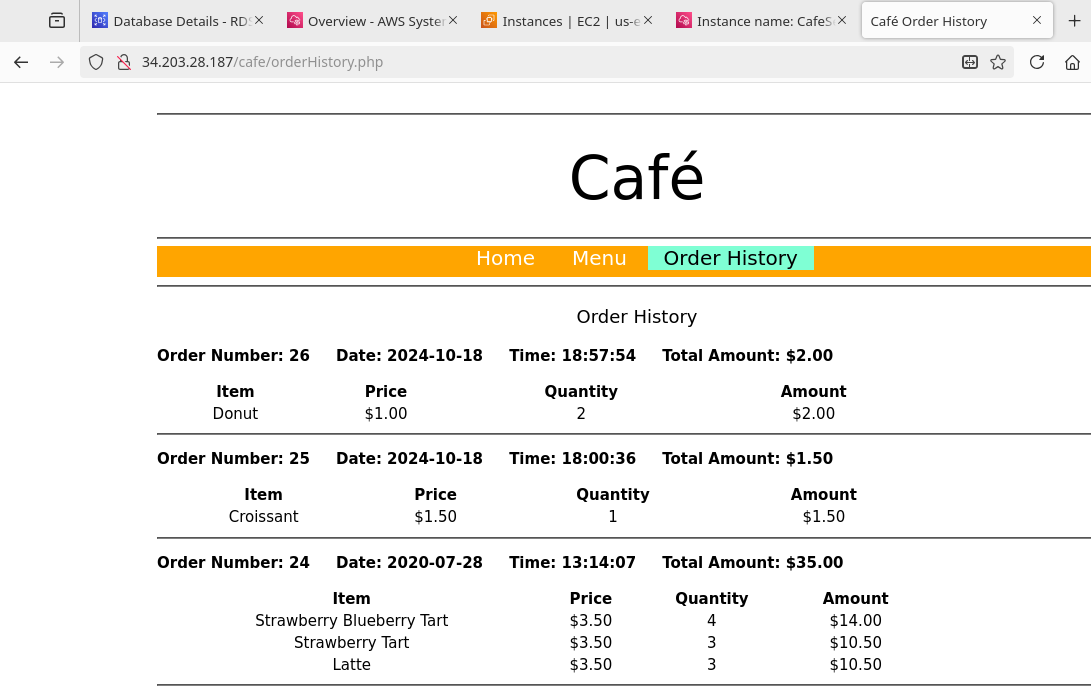 Database Details - RDS Overview - AWS System Instances | EC2 | us-e Instance name: CafeSe Café Order History
34.203.28.187/cafe/orderHistory.php
Café
Home Menu Order History
Order History
Order Number: 26 Date: 2024-10-18 Time: 18:57:54 Total Amount: $2.00
Item Price Quantity Amount
Donut $1.00 2 $2.00
Order Number: 25 Date: 2024-10-18 Time: 18:00:36 Total Amount: $1.50
Item Price Quantity Amount
Croissant $1.50 1 $1.50
Order Number: 24 Date: 2020-07-28 Time: 13:14:07 Total Amount: $35.00
Item Price Quantity Amount
Strawberry Blueberry Tart $3.50 4 $14.00
Strawberry Tart $3.50 3 $10.50
Latte $3.50 3 $10.50